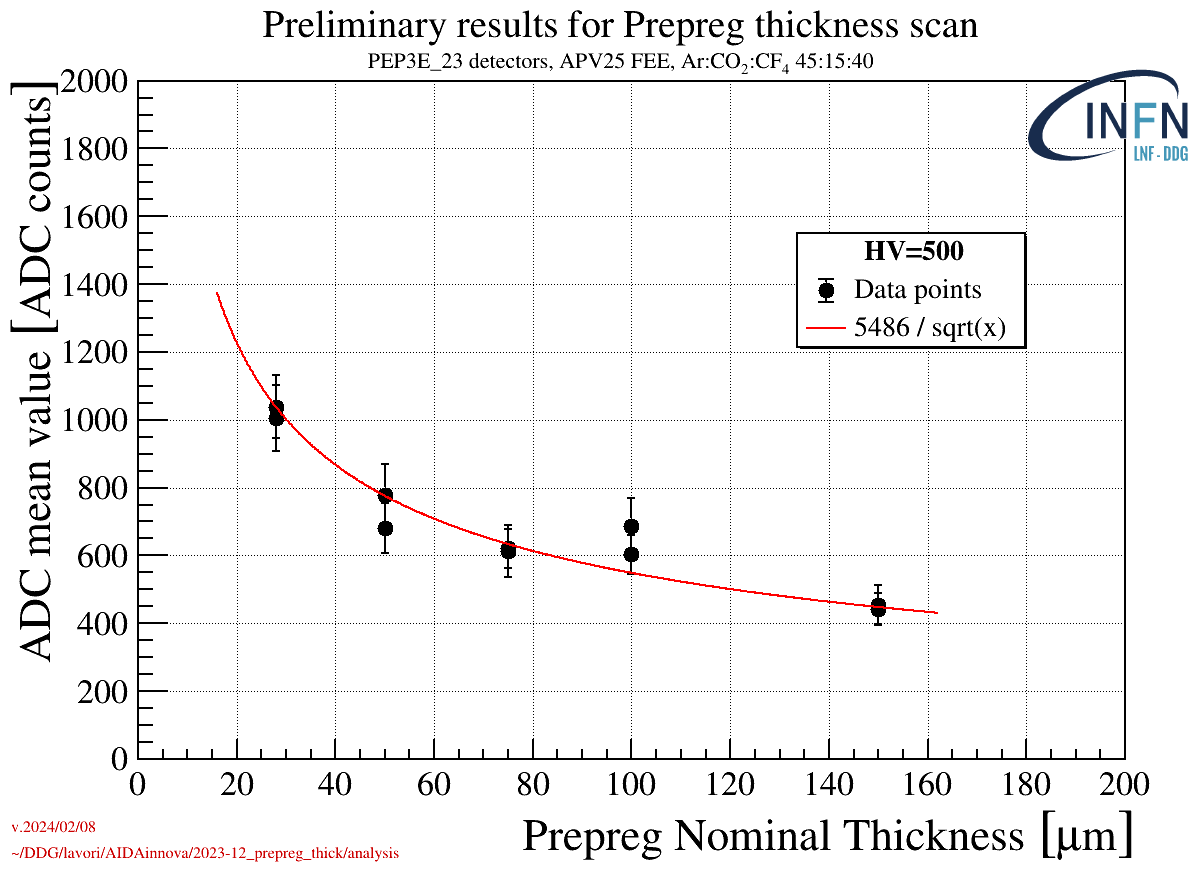 Preliminary results for Prepreg thickness scan
PEP3E_23 detectors, APV25 FEE, Ar:CO₂:CF₄ 45:15:40
INFN
LNF - DDG
ADC mean value [ADC counts]
2000
1800
1600
1400
1200
1000
800
600
400
200
0
HV=500
Data points
5486 / sqrt(x)
0 20 40 60 80 100 120 140 160 180 200
Prepreg Nominal Thickness [μm]
v.2024/02/08
~/DDG/lavori/AIDAinnova/2023-12_prepreg_thick/analysis